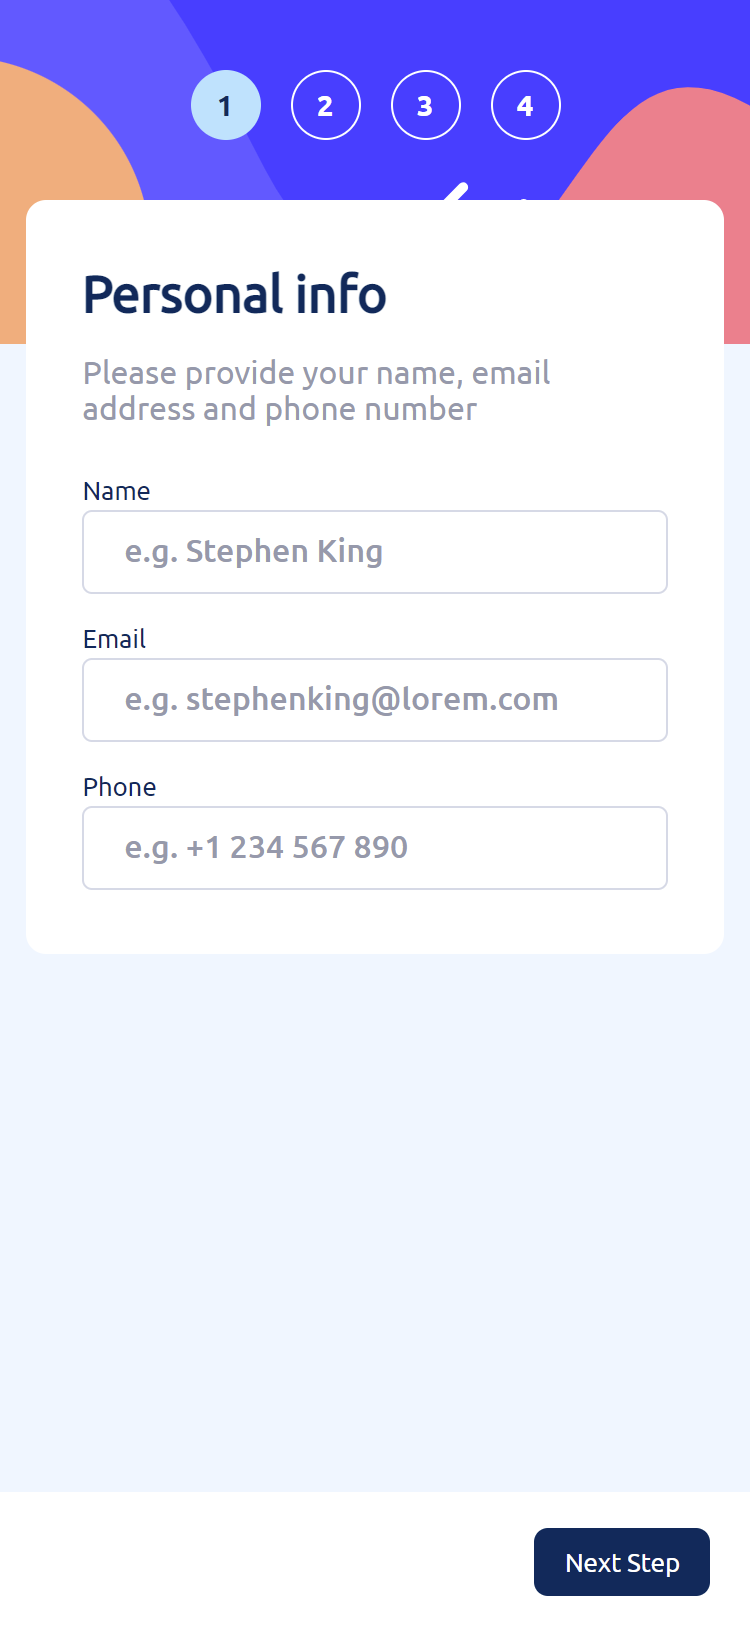 1 2 3 4
Personal info
Please provide your name, email
address and phone number
Name
e.g. Stephen King
Email
e.g. stephenking@lorem.com
Phone
e.g. +1 234 567 890
Next Step